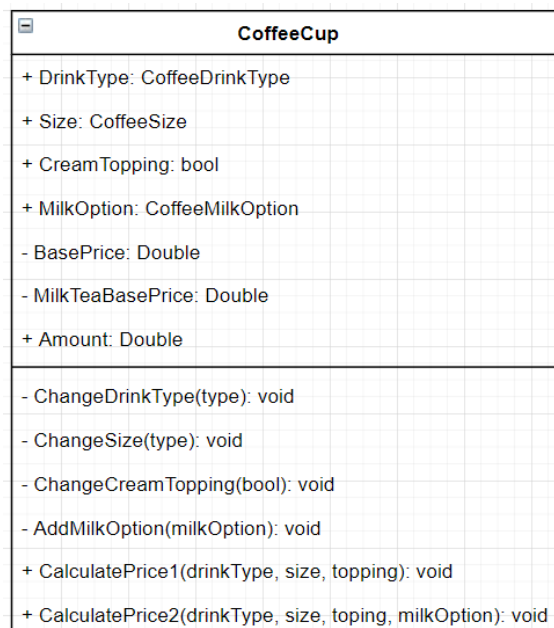 CoffeeCup
+ DrinkType: CoffeeDrinkType
+ Size: CoffeeSize
+ CreamTopping: bool
+ MilkOption: CoffeeMilkOption
- BasePrice: Double
- MilkTeaBasePrice: Double
+ Amount: Double
- ChangeDrinkType(type): void
- ChangeSize(type): void
- ChangeCreamTopping(bool): void
- AddMilkOption(milkOption): void
+ CalculatePrice1(drinkType, size, topping): void
+ CalculatePrice2(drinkType, size, toping, milkOption): void